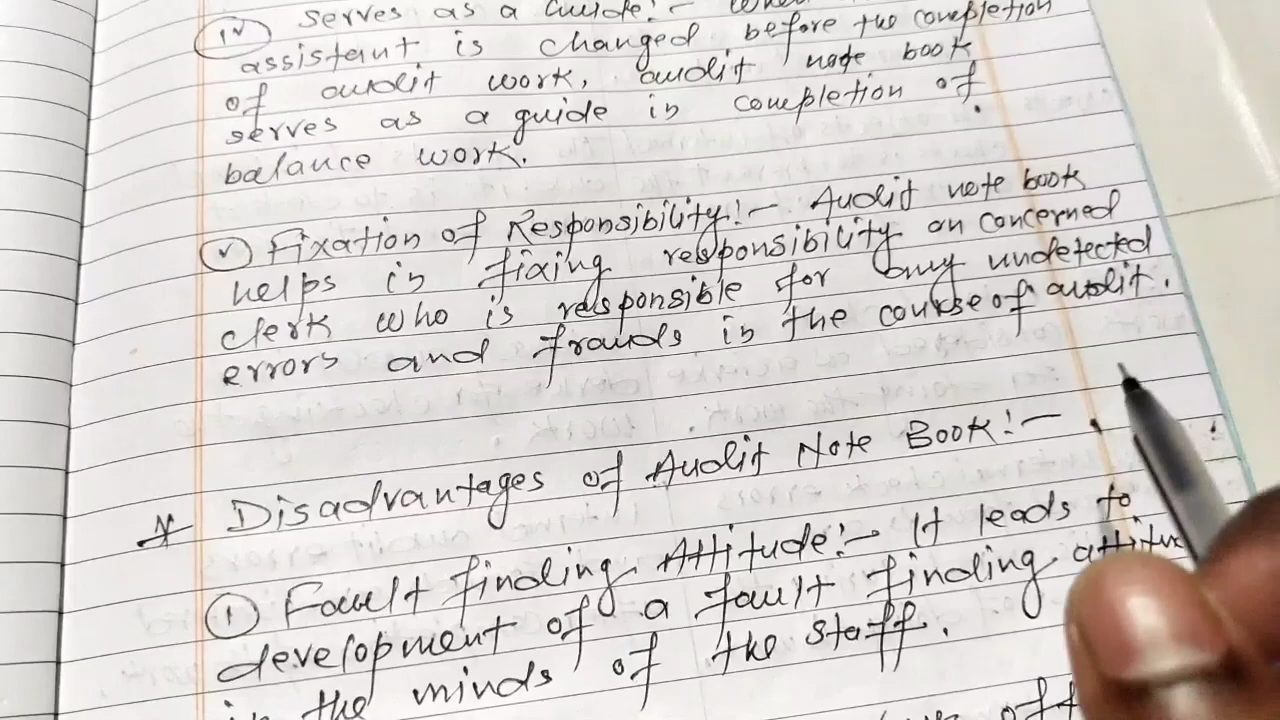 (iv) serves as a Guide:- When
assistant is changed before the completion
of audit work, audit note book
serves as a guide in completion of
balance work.
(v) Fixation of Responsibility:- Audit note book
helps in fixing responsibility on concerned
clerk who is responsible for any undetected
errors and frauds in the course of audit.
Disadvantages of Audit Note Book:-
(1) Fault finding Attitude:- It leads to
development of a fault finding attitu
in the minds of the staff.
of